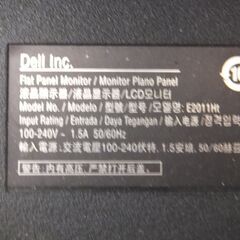 Dell Inc.
Flat Panel Monitor / Monitor Plano Panel
液晶显示器/液晶顯示器/LCD모니터
Model No. / Modelo / 型號/型号/모델명: E2011Ht
Input Rating / Entrada / Daya Tegangan / 输入电源 / 정격입력
100-240V ~ 1.5A 50/60Hz
輸入電源：交流電壓100-240伏特, 1.5安培, 50/60赫茲
警告,内有高压,严禁打开后盖!